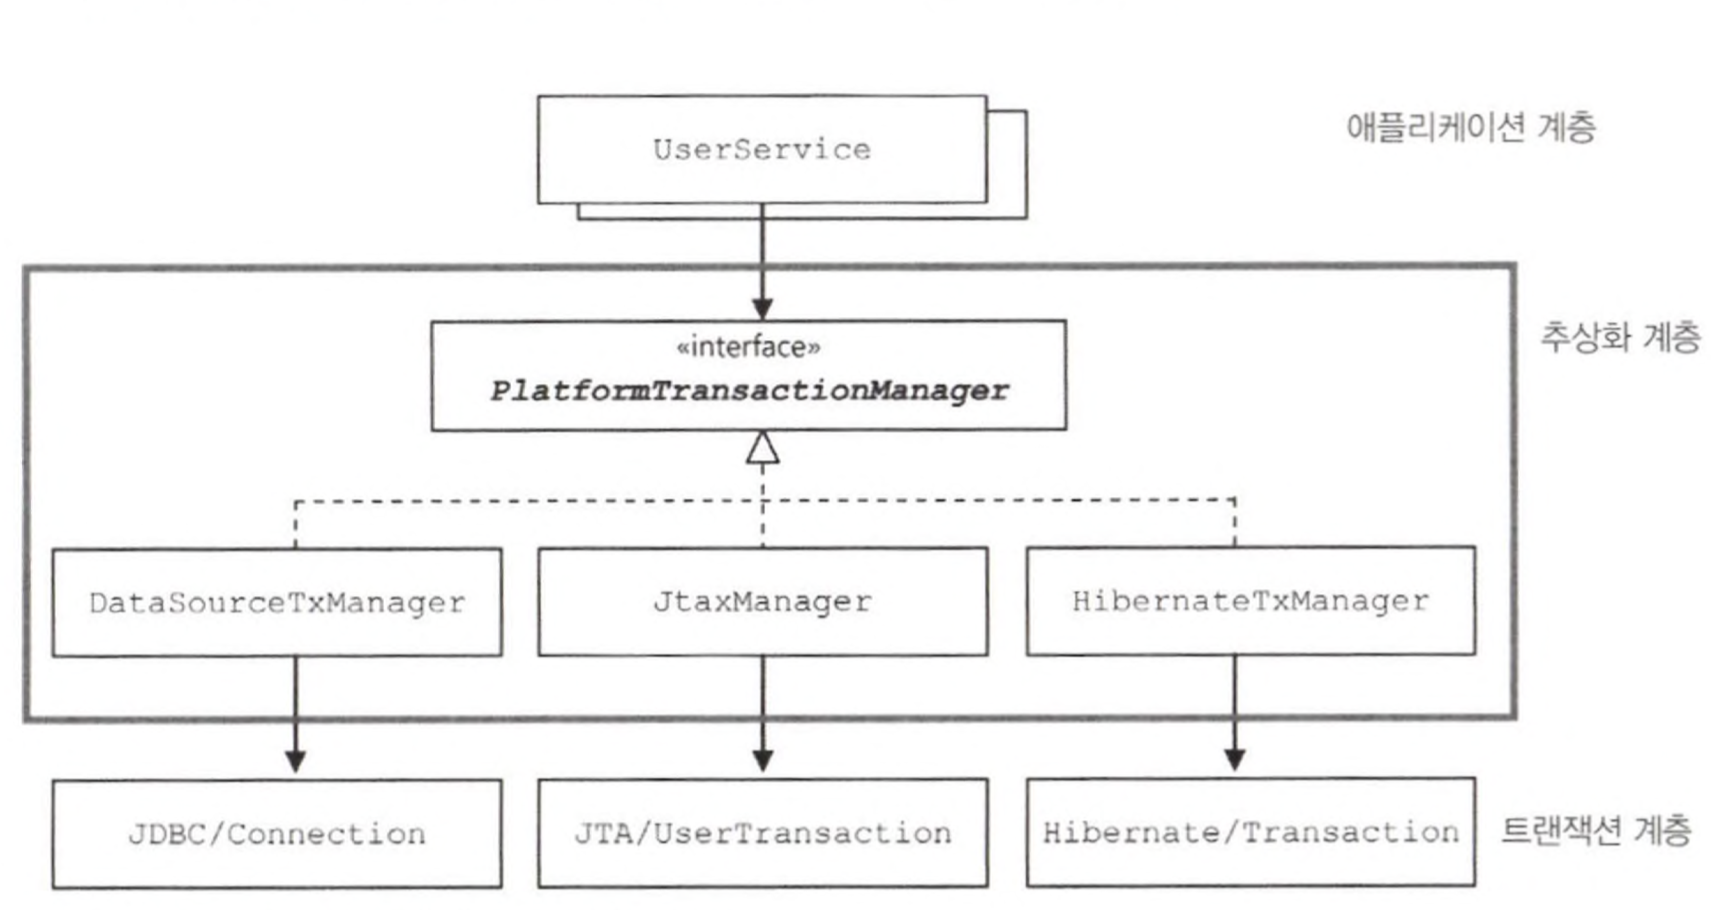 UserService
애플리케이션 계층
«interface»
PlatformTransactionManager
추상화 계층
DataSourceTxManager
JtaxManager
HibernateTxManager
JDBC/Connection
JTA/UserTransaction
Hibernate/Transaction
트랜잭션 계층